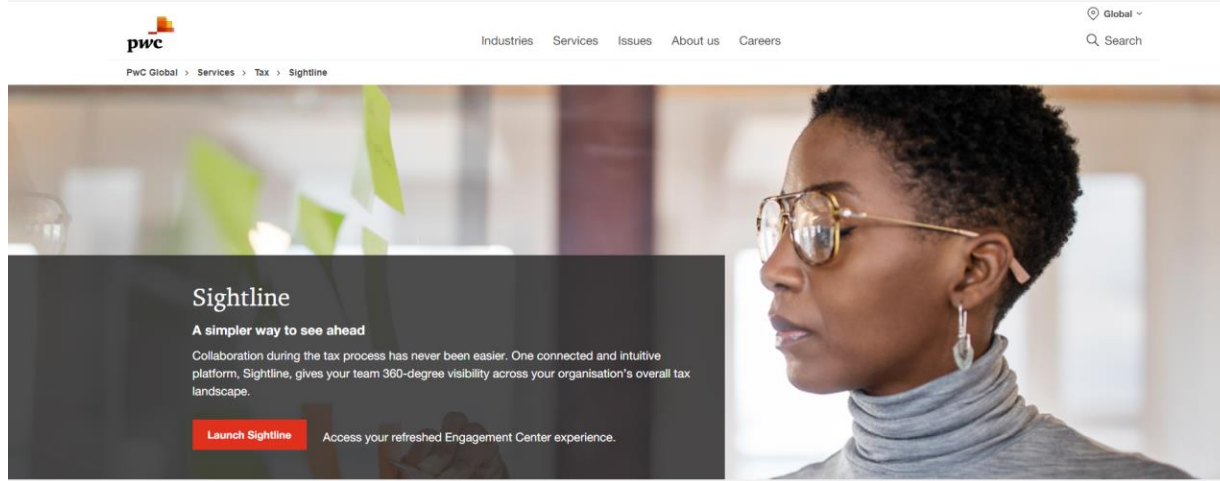 Global
pwc
Industries Services Issues About us Careers
Search
PwC Global > Services > Tax > Sightline
Sightline
A simpler way to see ahead
Collaboration during the tax process has never been easier. One connected and intuitive
platform, Sightline, gives your team 360-degree visibility across your organisation's overall tax
landscape.
Launch Sightline Access your refreshed Engagement Center experience.